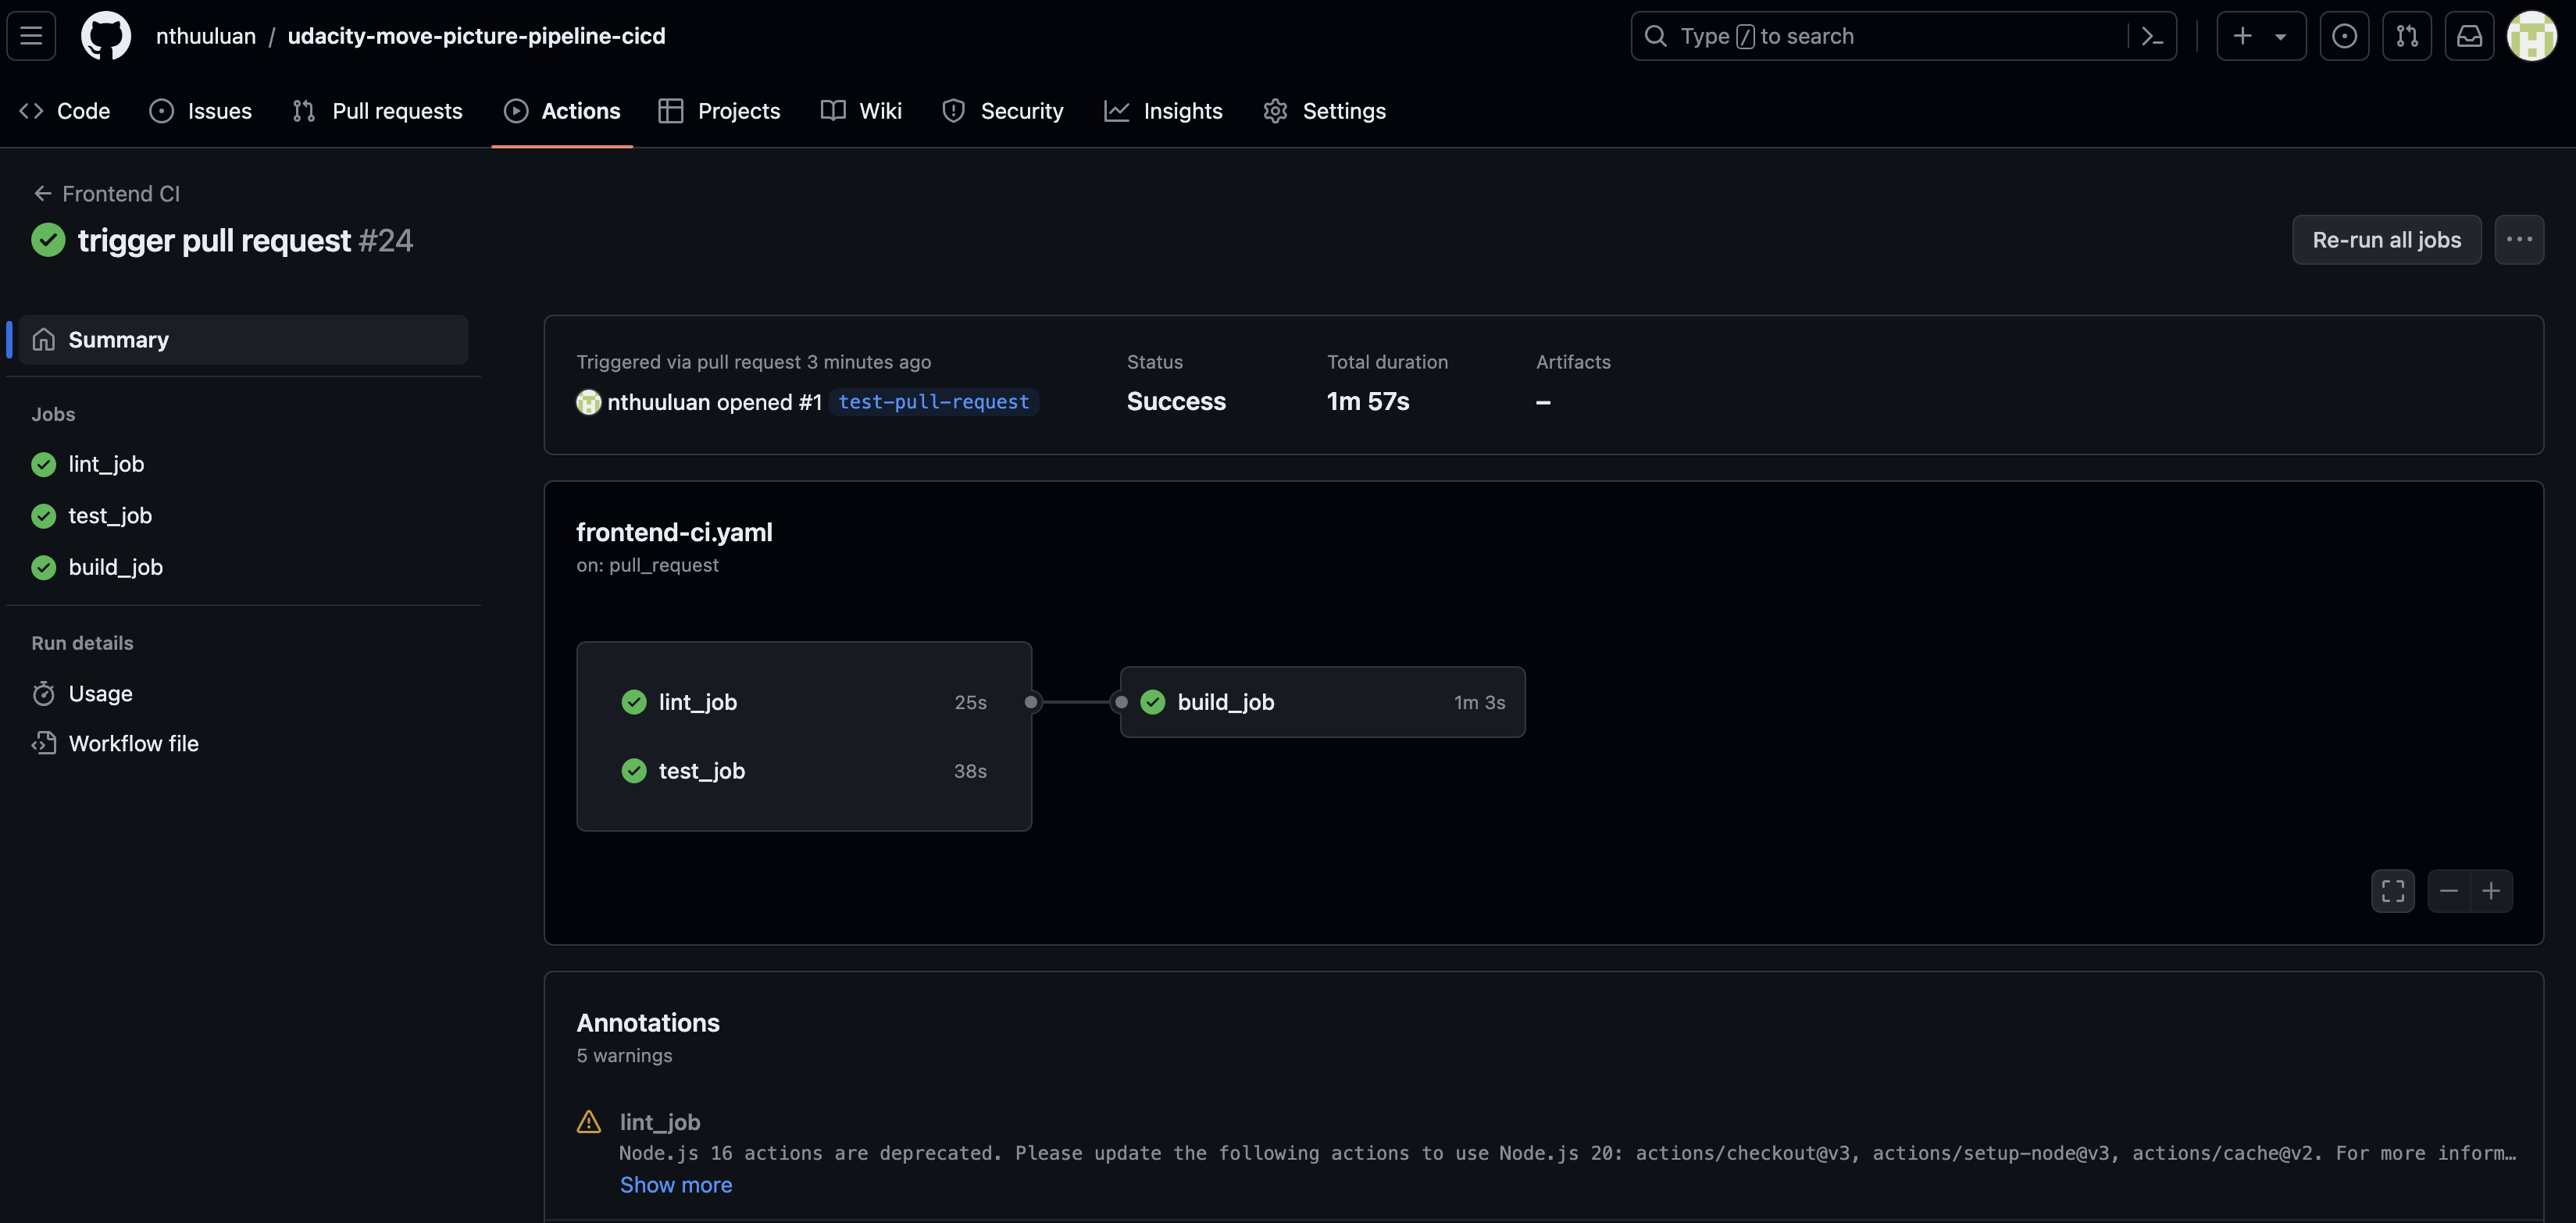 nthuuluan / udacity-move-picture-pipeline-cicd
Type / to search
Code Issues Pull requests Actions Projects Wiki Security Insights Settings
Frontend CI
trigger pull request #24
Re-run all jobs
Summary
Jobs
lint_job
test_job
build_job
Run details
Usage
Workflow file
Triggered via pull request 3 minutes ago
nthuuluan opened #1 test-pull-request
Status
Success
Total duration
1m 57s
Artifacts
–
frontend-ci.yaml
on: pull_request
lint_job 25s
test_job 38s
build_job 1m 3s
Annotations
5 warnings
lint_job
Node.js 16 actions are deprecated. Please update the following actions to use Node.js 20: actions/checkout@v3, actions/setup-node@v3, actions/cache@v2. For more inform…
Show more